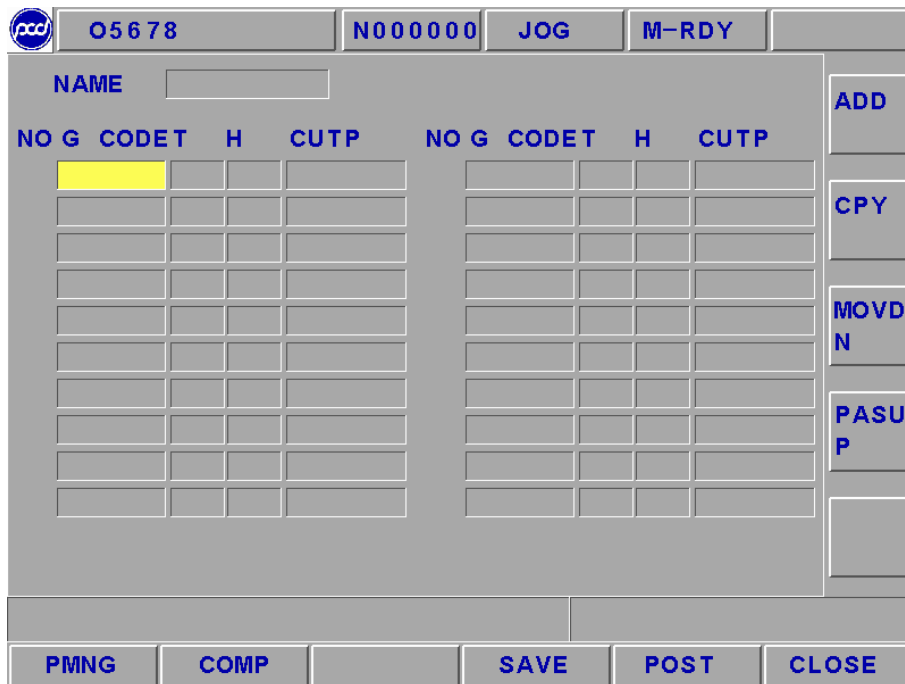 pcd O5678 N000000 JOG M-RDY
NAME
NO G CODE T H CUTP NO G CODE T H CUTP
ADD
CPY
MOVD
N
PASU
P
PMNG COMP SAVE POST CLOSE